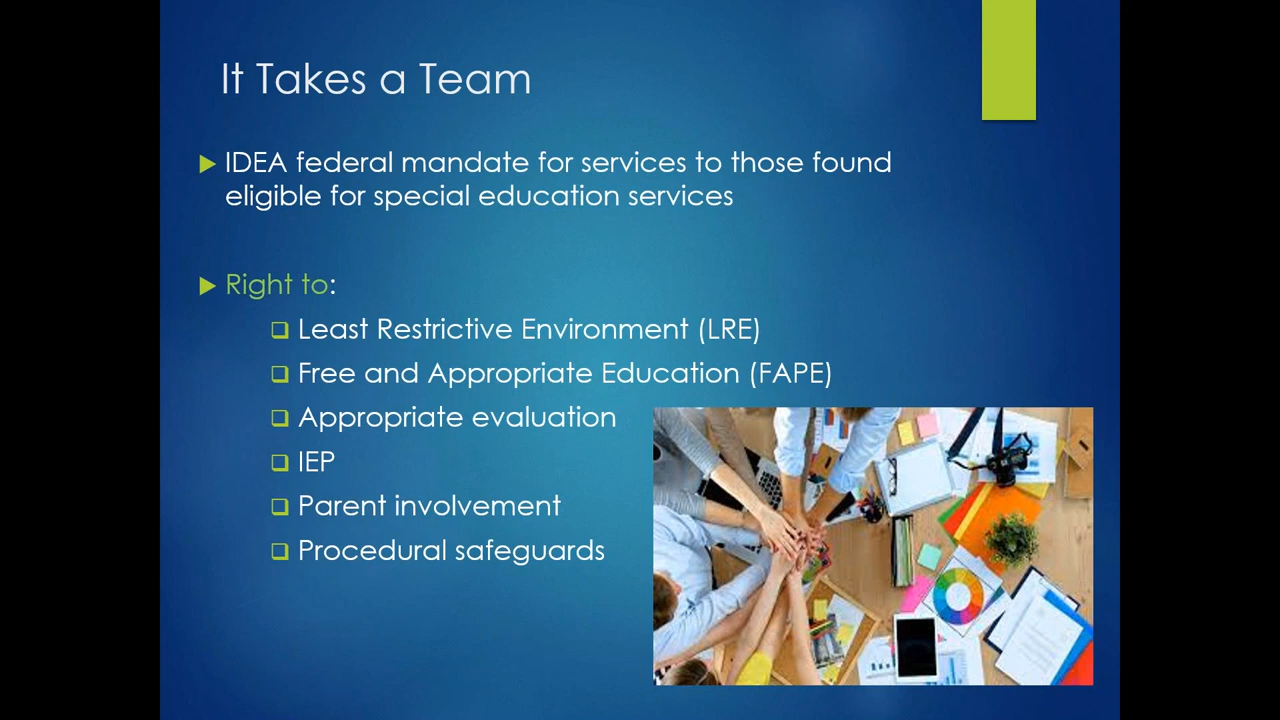 It Takes a Team
IDEA federal mandate for services to those found
eligible for special education services
Right to:
Least Restrictive Environment (LRE)
Free and Appropriate Education (FAPE)
Appropriate evaluation
IEP
Parent involvement
Procedural safeguards